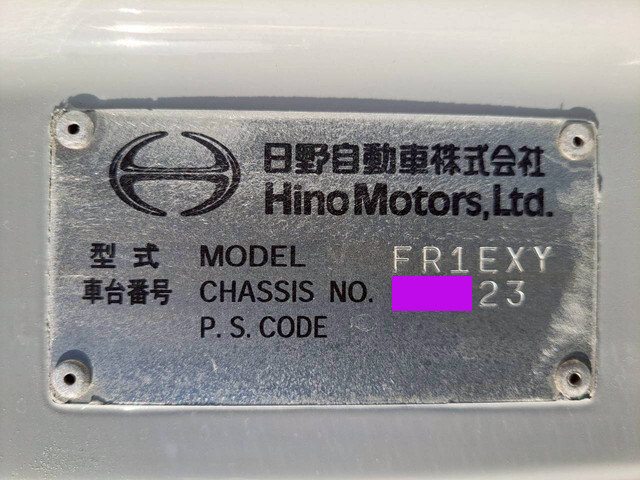 日野自動車株式会社
Hino Motors, Ltd.
型式 MODEL FR1EXY
車台番号 CHASSIS NO. 23
P. S. CODE